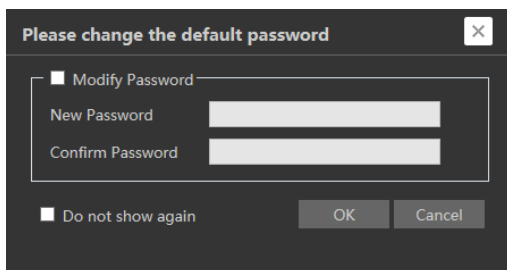 Please change the default password
Modify Password
New Password
Confirm Password
Do not show again
OK
Cancel